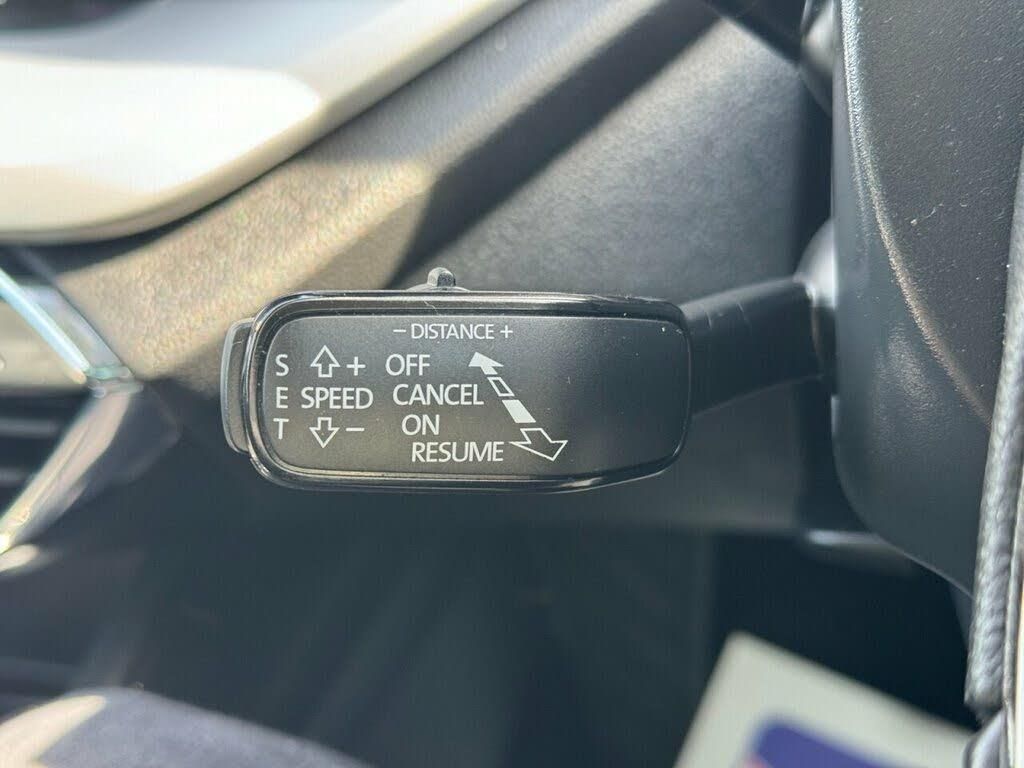 - DISTANCE +
S + OFF
E SPEED CANCEL
T - ON
RESUME